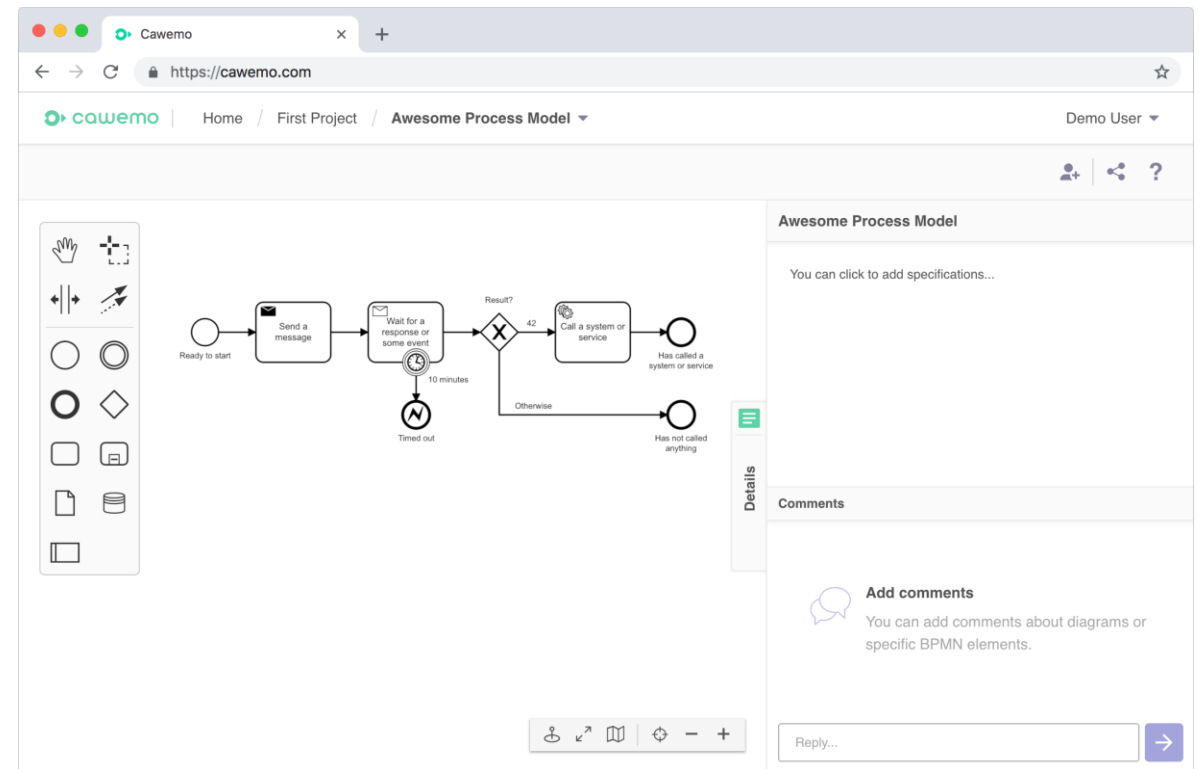 Cawemo
https://cawemo.com
cawemo
Home / First Project / Awesome Process Model
Demo User
?
Awesome Process Model
You can click to add specifications...
Ready to start
Send a
message
Wait for a
response or
some event
10 minutes
Timed out
Result?
X
42
Call a system or
service
Has called a
system or service
Otherwise
Has not called
anything
Details
Comments
Add comments
You can add comments about diagrams or
specific BPMN elements.
Reply...